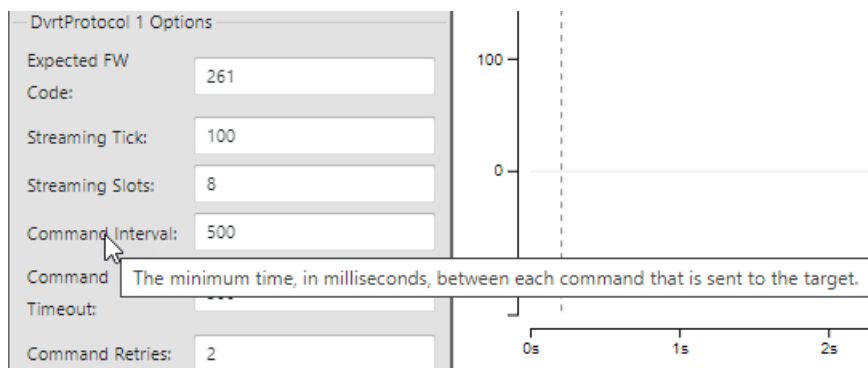 DvrtProtocol 1 Options
Expected FW
Code:
261
Streaming Tick:
100
Streaming Slots:
8
Command Interval:
500
Command
Timeout:
The minimum time, in milliseconds, between each command that is sent to the target.
Command Retries:
2
100
0
0s
1s
2s